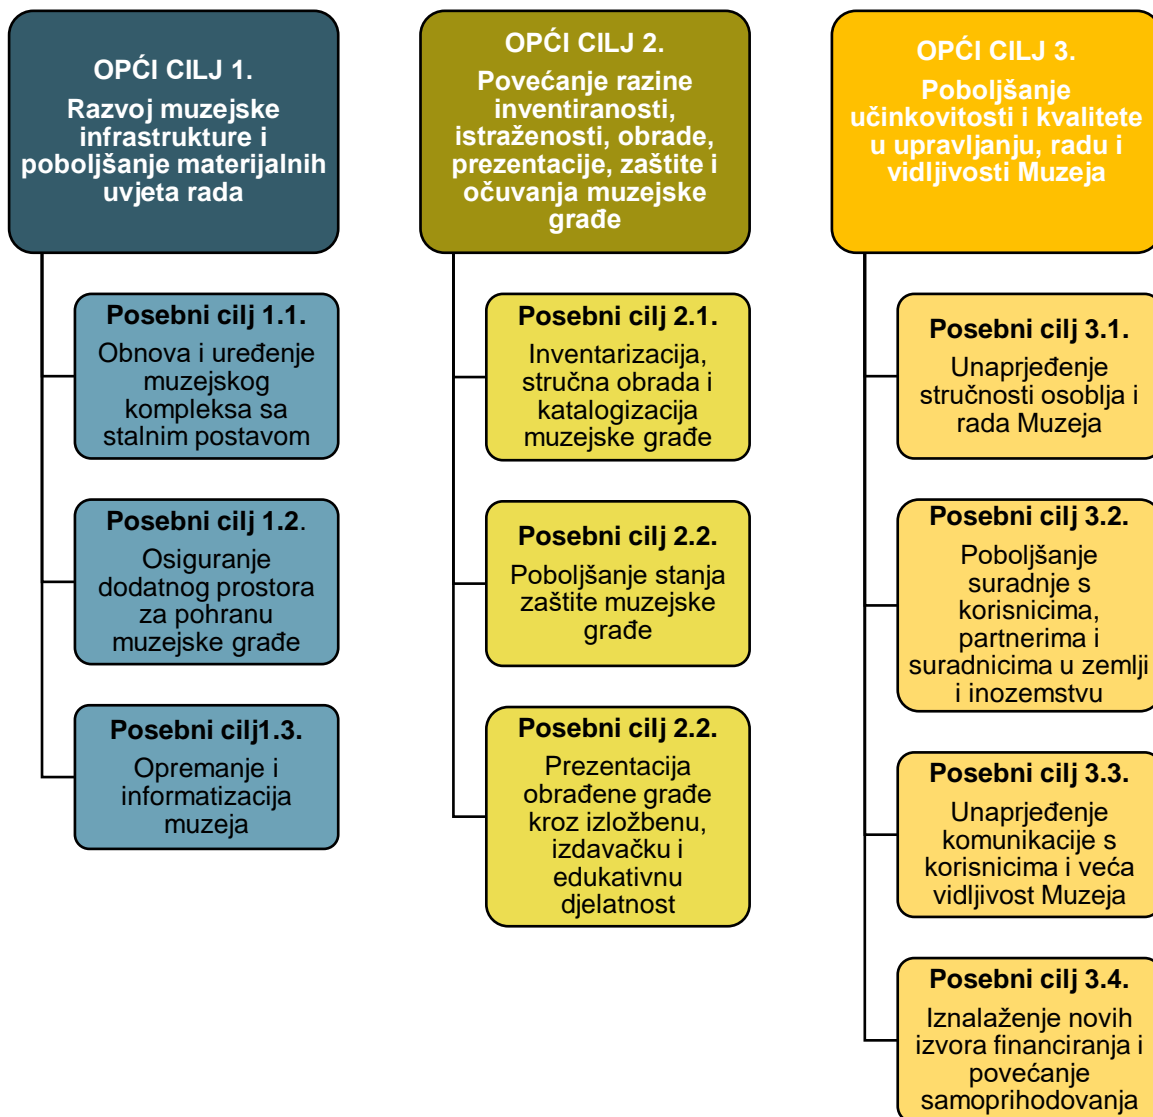 OPĆI CILJ 1.
Razvoj muzejske
infrastrukture i
poboljšanje materijalnih
uvjeta rada
Posebni cilj 1.1.
Obnova i uređenje
muzejskog
kompleksa sa
stalnim postavom
Posebni cilj 1.2.
Osiguranje
dodatnog prostora
za pohranu
muzejske građe
Posebni cilj1.3.
Opremanje i
informatizacija
muzeja
OPĆI CILJ 2.
Povećanje razine
inventiranosti,
istraženosti, obrade,
prezentacije, zaštite i
očuvanja muzejske
građe
Posebni cilj 2.1.
Inventarizacija,
stručna obrada i
katalogizacija
muzejske građe
Posebni cilj 2.2.
Poboljšanje stanja
zaštite muzejske
građe
Posebni cilj 2.2.
Prezentacija
obrađene građe
kroz izložbenu,
izdavačku i
edukativnu
djelatnost
OPĆI CILJ 3.
Poboljšanje
učinkovitosti i kvalitete
u upravljanju, radu i
vidljivosti Muzeja
Posebni cilj 3.1.
Unaprjeđenje
stručnosti osoblja i
rada Muzeja
Posebni cilj 3.2.
Poboljšanje
suradnje s
korisnicima,
partnerima i
suradnicima u zemlji
i inozemstvu
Posebni cilj 3.3.
Unaprjeđenje
komunikacije s
korisnicima i veća
vidljivost Muzeja
Posebni cilj 3.4.
Iznalaženje novih
izvora financiranja i
povećanje
samoprihodovanja